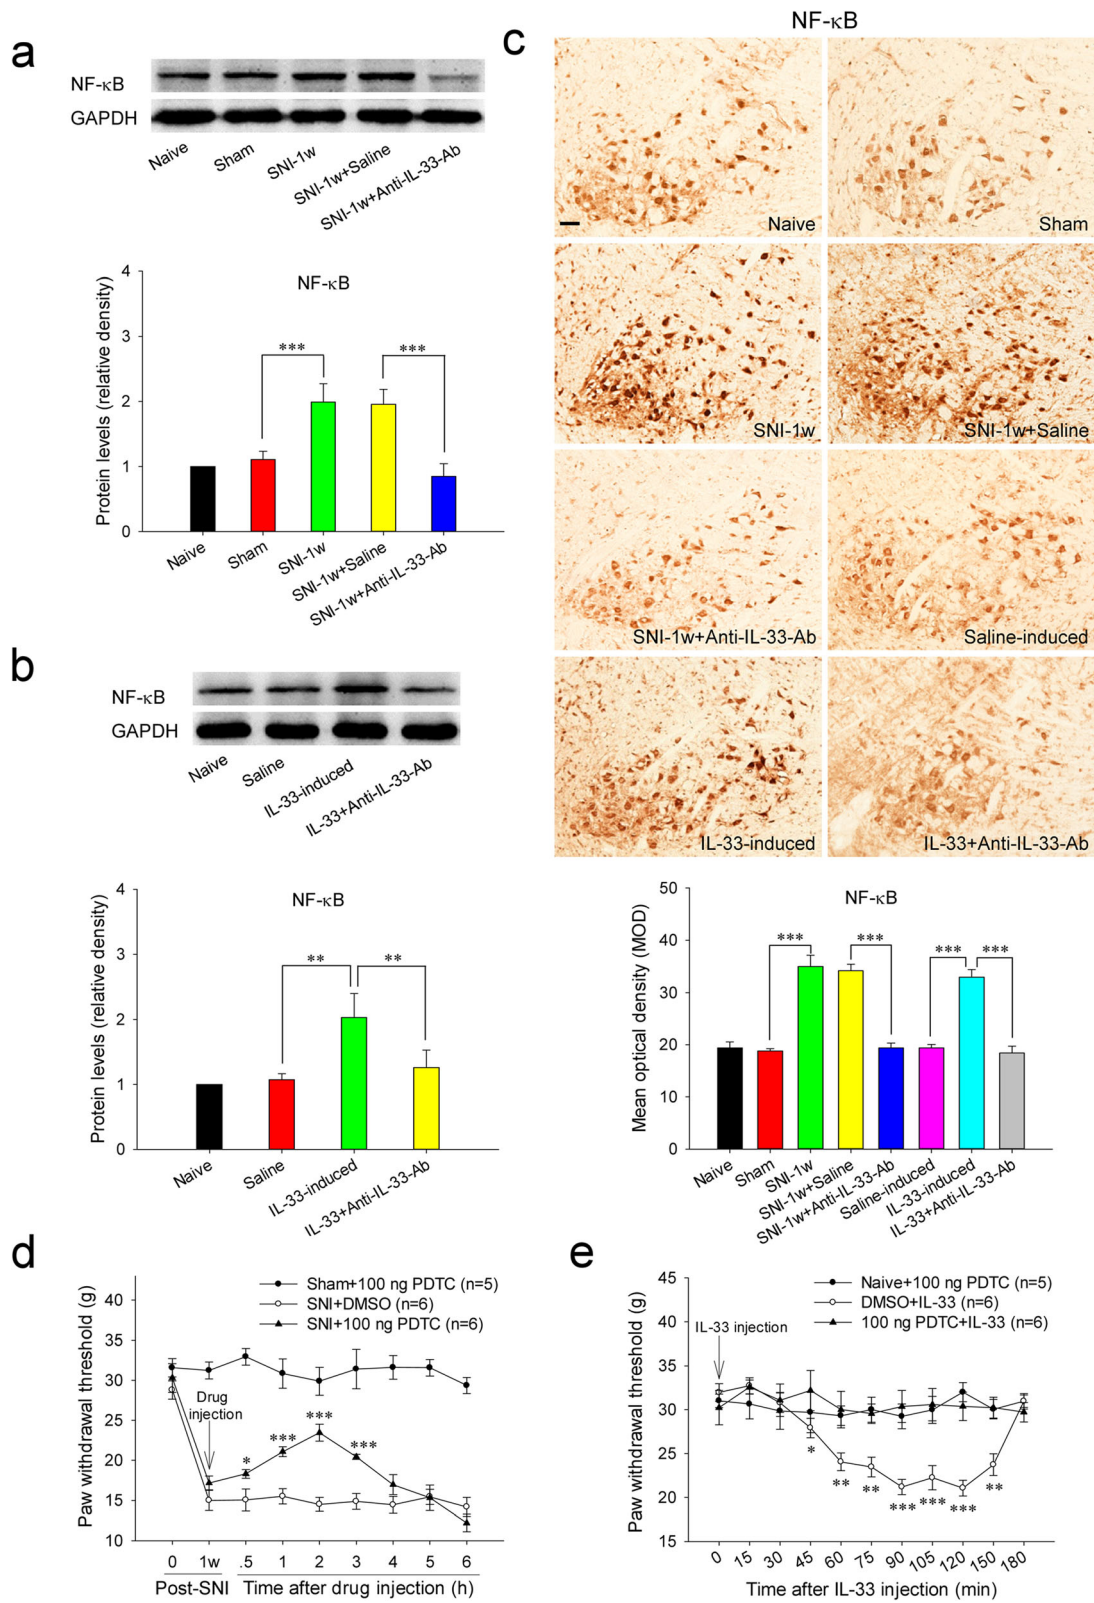 a
NF-κB
GAPDH
Naive
Sham
SNI-1w
SNI-1w+Saline
SNI-1w+Anti-IL-33-Ab
NF-κB
Protein levels (relative density)
4
3
2
1
0
*** ***
Naive
Sham
SNI-1w
SNI-1w+Saline
SNI-1w+Anti-IL-33-Ab
b
NF-κB
GAPDH
Naive
Saline
IL-33-induced
IL-33+Anti-IL-33-Ab
NF-κB
Protein levels (relative density)
4
3
2
1
0
** **
Naive
Saline
IL-33-induced
IL-33+Anti-IL-33-Ab
c
NF-κB
Naive
Sham
SNI-1w
SNI-1w+Saline
SNI-1w+Anti-IL-33-Ab
Saline-induced
IL-33-induced
IL-33+Anti-IL-33-Ab
NF-κB
Mean optical density (MOD)
50
40
30
20
10
0
*** *** *** ***
Naive
Sham
SNI-1w
SNI-1w+Saline
SNI-1w+Anti-IL-33-Ab
Saline-induced
IL-33-induced
IL-33+Anti-IL-33-Ab
d
Sham+100 ng PDTC (n=5)
SNI+DMSO (n=6)
SNI+100 ng PDTC (n=6)
Paw withdrawal threshold (g)
40
35
30
25
20
15
10
Drug
injection
* *** *** ***
0 1w .5 1 2 3 4 5 6
Post-SNI Time after drug injection (h)
e
Naive+100 ng PDTC (n=5)
DMSO+IL-33 (n=6)
100 ng PDTC+IL-33 (n=6)
Paw withdrawal threshold (g)
45
40
35
30
25
20
15
IL-33 injection
* ** ** *** *** *** **
0 15 30 45 60 75 90 105 120 150 180
Time after IL-33 injection (min)